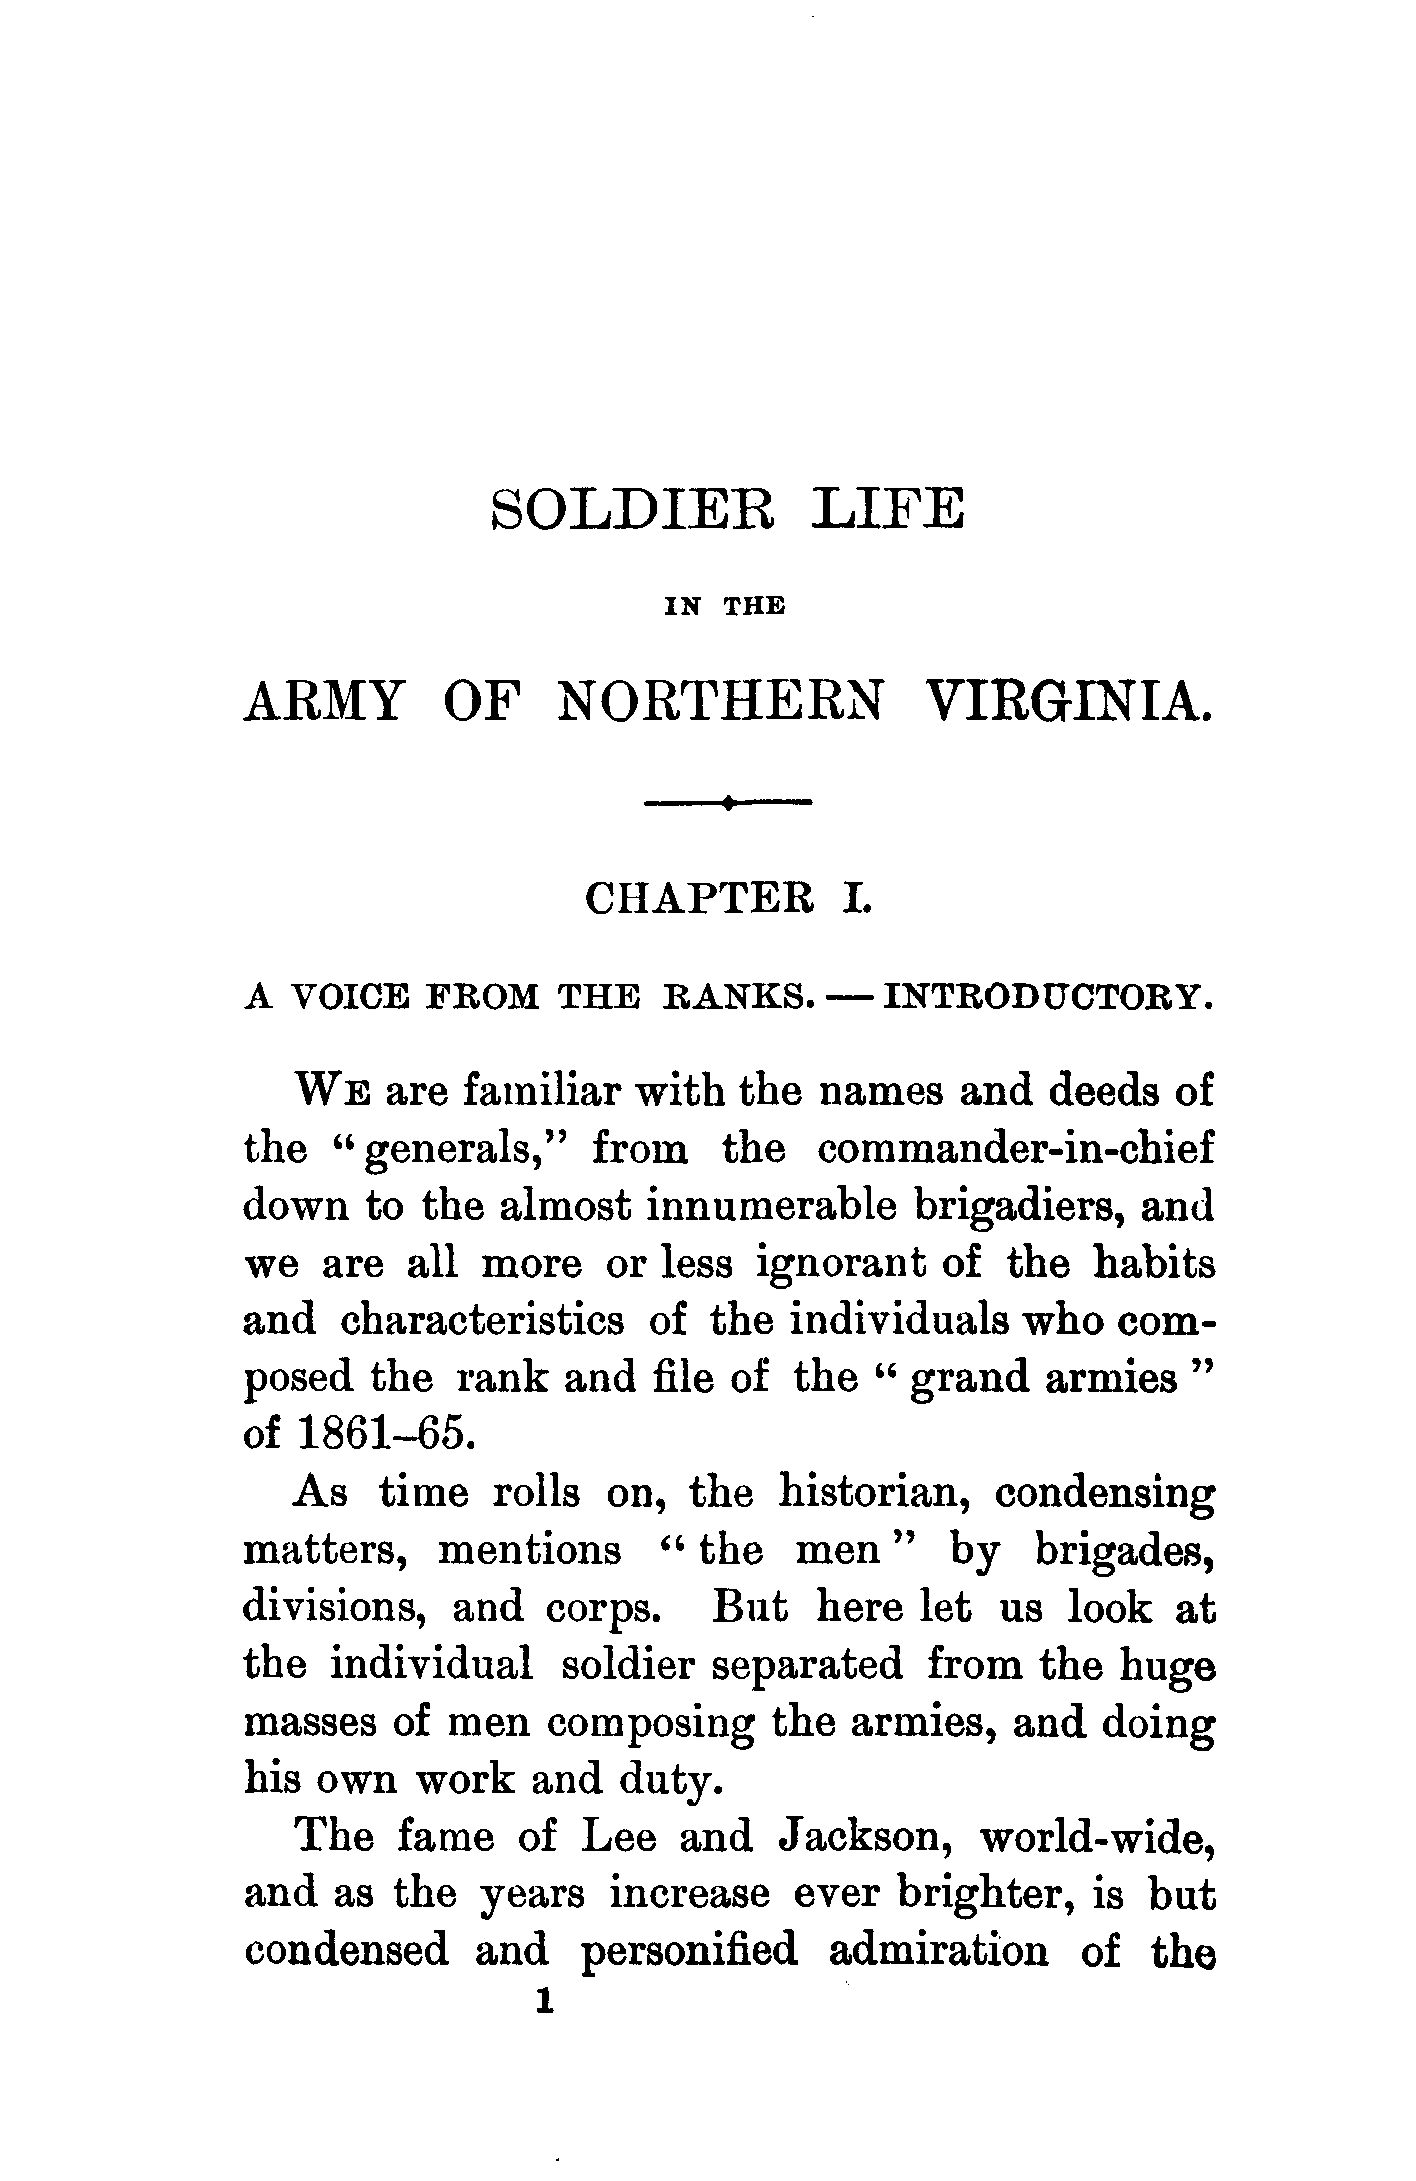 SOLDIER LIFE
IN THE
ARMY OF NORTHERN VIRGINIA.
CHAPTER I.
A VOICE FROM THE RANKS. — INTRODUCTORY.
WE are familiar with the names and deeds of
the “generals,” from the commander-in-chief
down to the almost innumerable brigadiers, and
we are all more or less ignorant of the habits
and characteristics of the individuals who com-
posed the rank and file of the “grand armies”
of 1861–65.
As time rolls on, the historian, condensing
matters, mentions “the men” by brigades,
divisions, and corps. But here let us look at
the individual soldier separated from the huge
masses of men composing the armies, and doing
his own work and duty.
The fame of Lee and Jackson, world-wide,
and as the years increase ever brighter, is but
condensed and personified admiration of the
1